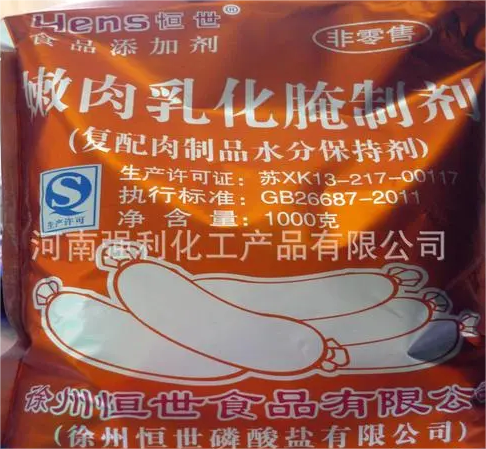 Hens恒世®
食品添加剂
非零售
嫩肉乳化腌制剂
(复配肉制品水分保持剂)
生产许可证：苏XK13-217-00117
执行标准：GB26687-2011
净含量：1000克
生产许可
河南强利化工产品有限公司
徐州恒世食品有限公
(徐州恒世磷酸盐有限公司)